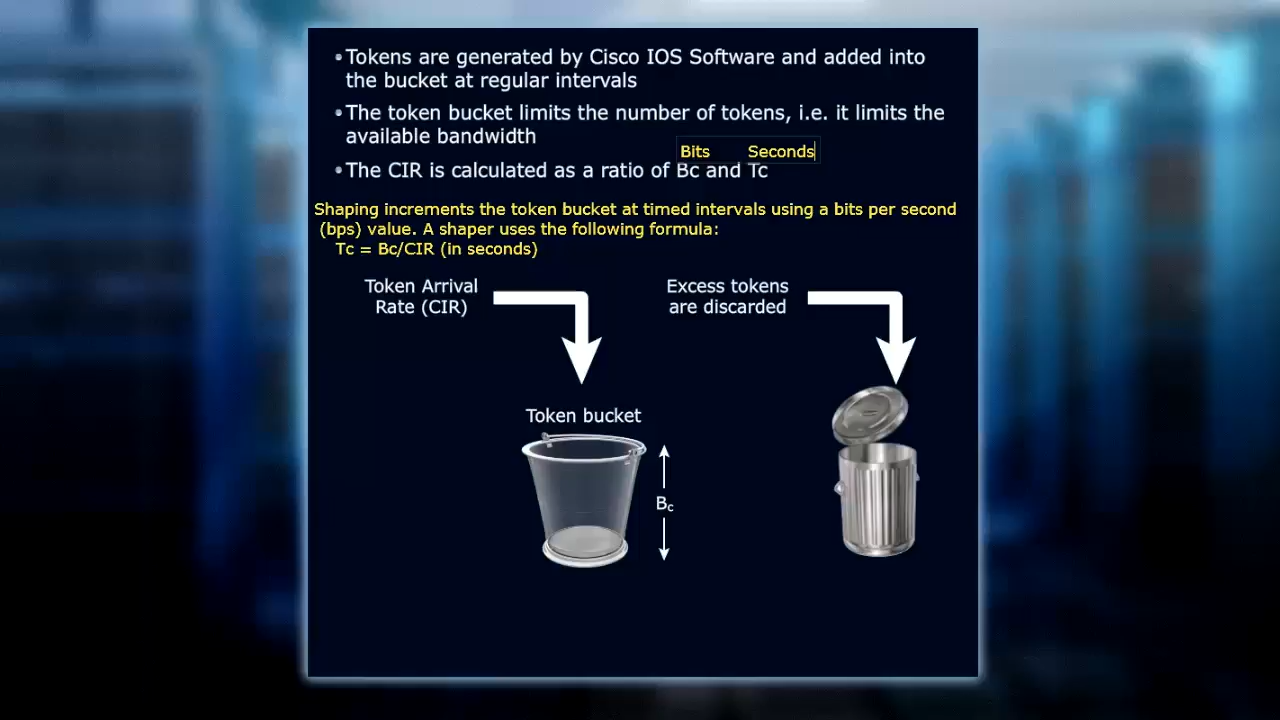 •Tokens are generated by Cisco IOS Software and added into
the bucket at regular intervals
•The token bucket limits the number of tokens, i.e. it limits the
available bandwidth
Bits Seconds
•The CIR is calculated as a ratio of Bc and Tc
Shaping increments the token bucket at timed intervals using a bits per second
(bps) value. A shaper uses the following formula:
Tc = Bc/CIR (in seconds)
Token Arrival
Rate (CIR)
Excess tokens
are discarded
Token bucket
Bc